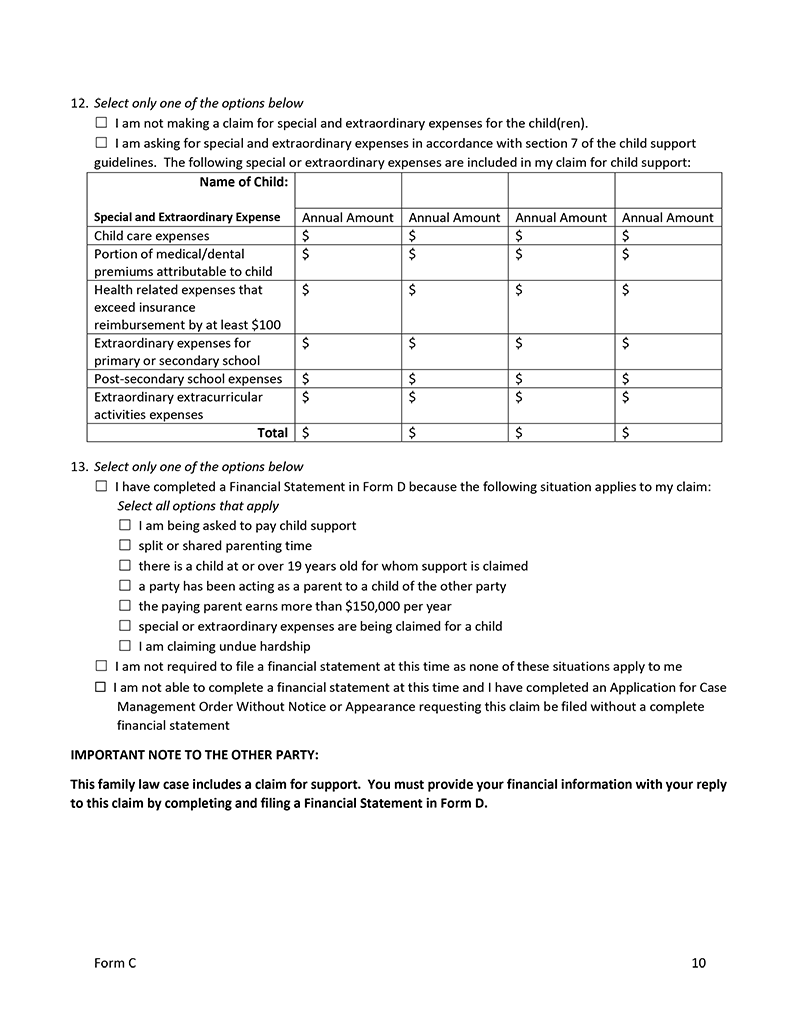 12. Select only one of the options below
☐ I am not making a claim for special and extraordinary expenses for the child(ren).
☐ I am asking for special and extraordinary expenses in accordance with section 7 of the child support
guidelines. The following special or extraordinary expenses are included in my claim for child support:
Name of Child:
Special and Extraordinary Expense Annual Amount Annual Amount Annual Amount Annual Amount
Child care expenses $ $ $ $
Portion of medical/dental $ $ $ $
premiums attributable to child
Health related expenses that $ $ $ $
exceed insurance
reimbursement by at least $100
Extraordinary expenses for $ $ $ $
primary or secondary school
Post-secondary school expenses $ $ $ $
Extraordinary extracurricular $ $ $ $
activities expenses
Total $ $ $ $
13. Select only one of the options below
☐ I have completed a Financial Statement in Form D because the following situation applies to my claim:
Select all options that apply
☐ I am being asked to pay child support
☐ split or shared parenting time
☐ there is a child at or over 19 years old for whom support is claimed
☐ a party has been acting as a parent to a child of the other party
☐ the paying parent earns more than $150,000 per year
☐ special or extraordinary expenses are being claimed for a child
☐ I am claiming undue hardship
☐ I am not required to file a financial statement at this time as none of these situations apply to me
☐ I am not able to complete a financial statement at this time and I have completed an Application for Case
Management Order Without Notice or Appearance requesting this claim be filed without a complete
financial statement
IMPORTANT NOTE TO THE OTHER PARTY:
This family law case includes a claim for support. You must provide your financial information with your reply
to this claim by completing and filing a Financial Statement in Form D.
Form C 10